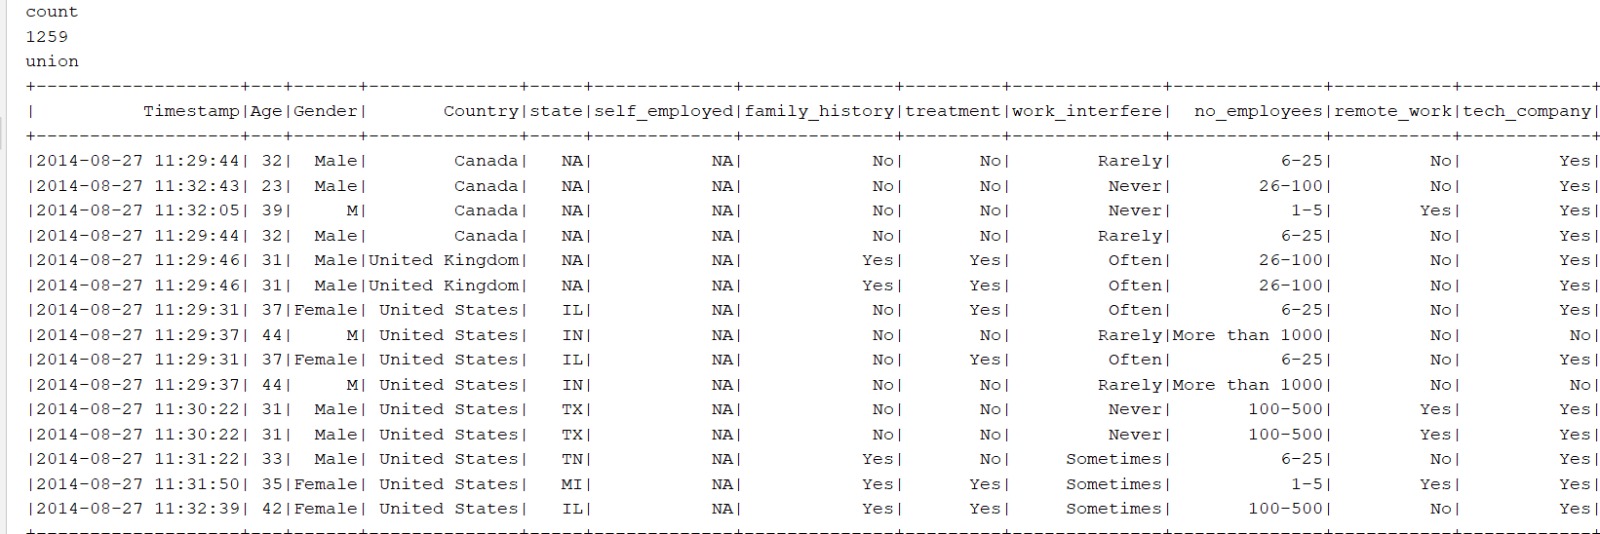 count
1259
union
+-------------------+---+------+--------------+-----+-------------+--------------+---------+--------------+--------------+-----------+------------+
|          Timestamp|Age|Gender|       Country|state|self_employed|family_history|treatment|work_interfere|  no_employees|remote_work|tech_company|
+-------------------+---+------+--------------+-----+-------------+--------------+---------+--------------+--------------+-----------+------------+
|2014-08-27 11:29:44| 32|  Male|        Canada|   NA|           NA|            No|       No|        Rarely|          6-25|         No|         Yes|
|2014-08-27 11:32:43| 23|  Male|        Canada|   NA|           NA|            No|       No|         Never|        26-100|         No|         Yes|
|2014-08-27 11:32:05| 39|     M|        Canada|   NA|           NA|            No|       No|         Never|           1-5|        Yes|         Yes|
|2014-08-27 11:29:44| 32|  Male|        Canada|   NA|           NA|            No|       No|        Rarely|          6-25|         No|         Yes|
|2014-08-27 11:29:46| 31|  Male|United Kingdom|   NA|           NA|           Yes|      Yes|         Often|        26-100|         No|         Yes|
|2014-08-27 11:29:46| 31|  Male|United Kingdom|   NA|           NA|           Yes|      Yes|         Often|        26-100|         No|         Yes|
|2014-08-27 11:29:31| 37|Female| United States|   IL|           NA|            No|      Yes|         Often|          6-25|         No|         Yes|
|2014-08-27 11:29:37| 44|     M| United States|   IN|           NA|            No|       No|        Rarely|More than 1000|         No|          No|
|2014-08-27 11:29:31| 37|Female| United States|   IL|           NA|            No|      Yes|         Often|          6-25|         No|         Yes|
|2014-08-27 11:29:37| 44|     M| United States|   IN|           NA|            No|       No|        Rarely|More than 1000|         No|          No|
|2014-08-27 11:30:22| 31|  Male| United States|   TX|           NA|            No|       No|         Never|       100-500|        Yes|         Yes|
|2014-08-27 11:30:22| 31|  Male| United States|   TX|           NA|            No|       No|         Never|       100-500|        Yes|         Yes|
|2014-08-27 11:31:22| 33|  Male| United States|   TN|           NA|           Yes|       No|     Sometimes|          6-25|         No|         Yes|
|2014-08-27 11:31:50| 35|Female| United States|   MI|           NA|           Yes|      Yes|     Sometimes|           1-5|        Yes|         Yes|
|2014-08-27 11:32:39| 42|Female| United States|   IL|           NA|           Yes|      Yes|     Sometimes|       100-500|         No|         Yes|
+-------------------+---+------+--------------+-----+-------------+--------------+---------+--------------+--------------+-----------+------------+